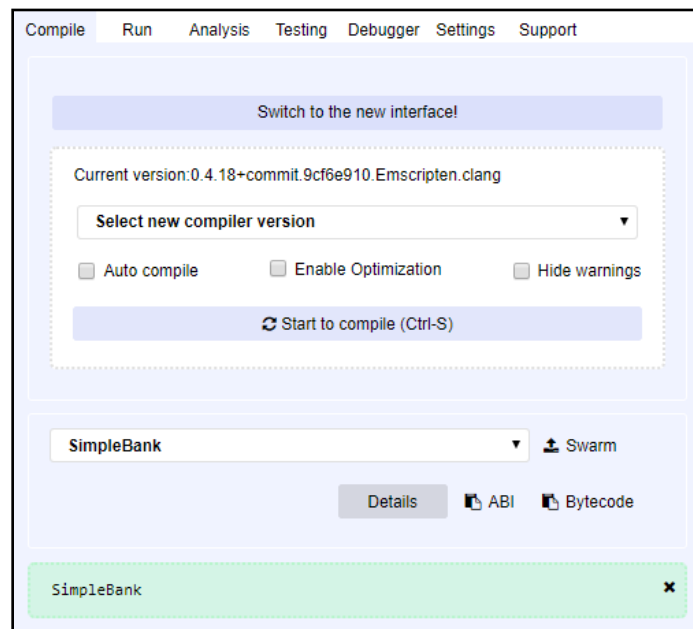 Compile Run Analysis Testing Debugger Settings Support
Switch to the new interface!
Current version:0.4.18+commit.9cf6e910.Emscripten.clang
Select new compiler version
Auto compile Enable Optimization Hide warnings
Start to compile (Ctrl-S)
SimpleBank Swarm
Details ABI Bytecode
SimpleBank